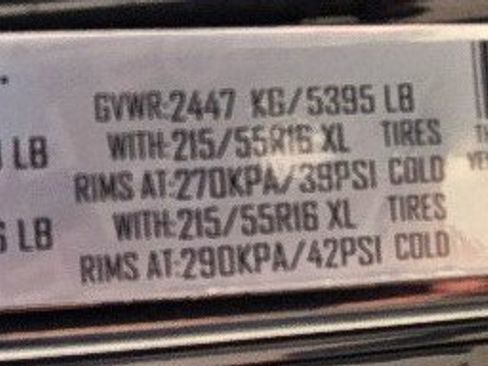 GVWR:2447 KG/5395 LB
LB WITH:215/55R16 XL TIRES
RIMS AT:270KPA/39PSI COLD
LB WITH:215/55R16 XL TIRES
RIMS AT:290KPA/42PSI COLD